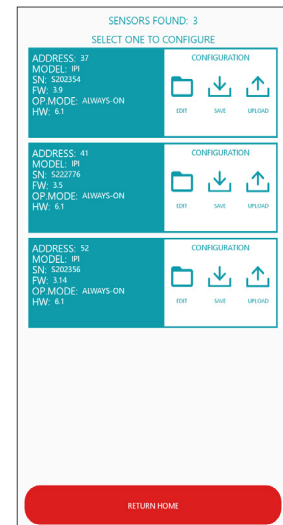 SENSORS FOUND: 3
SELECT ONE TO CONFIGURE
ADDRESS: 37
MODEL: IPI
SN: S202354
FW: 3.9
OP.MODE: ALWAYS-ON
HW: 6.1
CONFIGURATION
EDIT SAVE UPLOAD
ADDRESS: 41
MODEL: IPI
SN: S222776
FW: 3.5
OP.MODE: ALWAYS-ON
HW: 6.1
CONFIGURATION
EDIT SAVE UPLOAD
ADDRESS: 52
MODEL: IPI
SN: S202356
FW: 3.14
OP.MODE: ALWAYS-ON
HW: 6.1
CONFIGURATION
EDIT SAVE UPLOAD
RETURN HOME